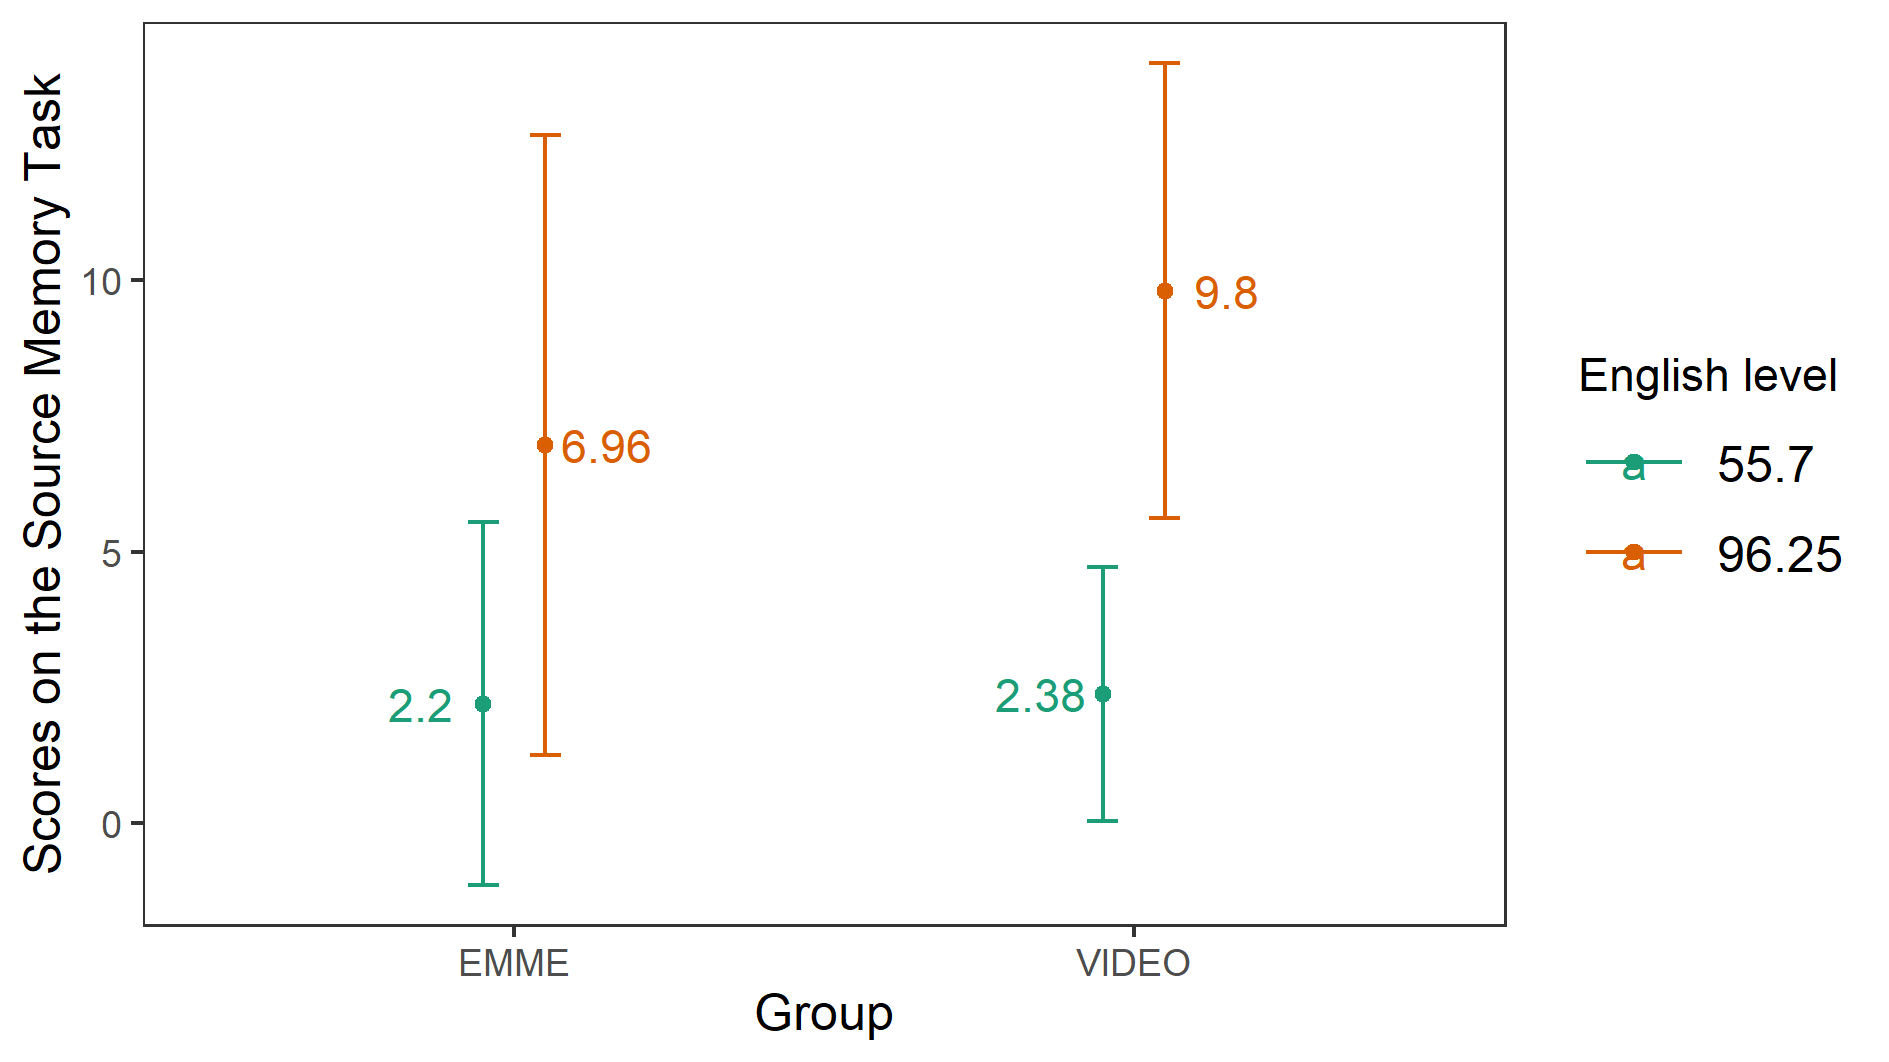 Scores on the Source Memory Task
10
5
0
2.2
6.96
2.38
9.8
EMME
VIDEO
Group
English level
a 55.7
a 96.25